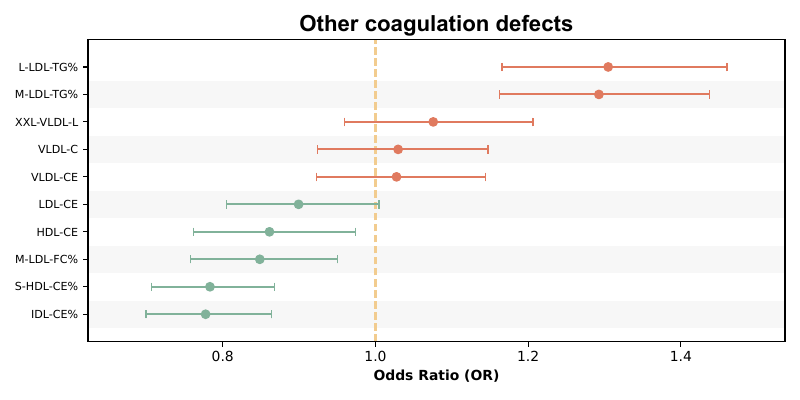 Other coagulation defects
L-LDL-TG%
M-LDL-TG%
XXL-VLDL-L
VLDL-C
VLDL-CE
LDL-CE
HDL-CE
M-LDL-FC%
S-HDL-CE%
IDL-CE%
0.8 1.0 1.2 1.4
Odds Ratio (OR)